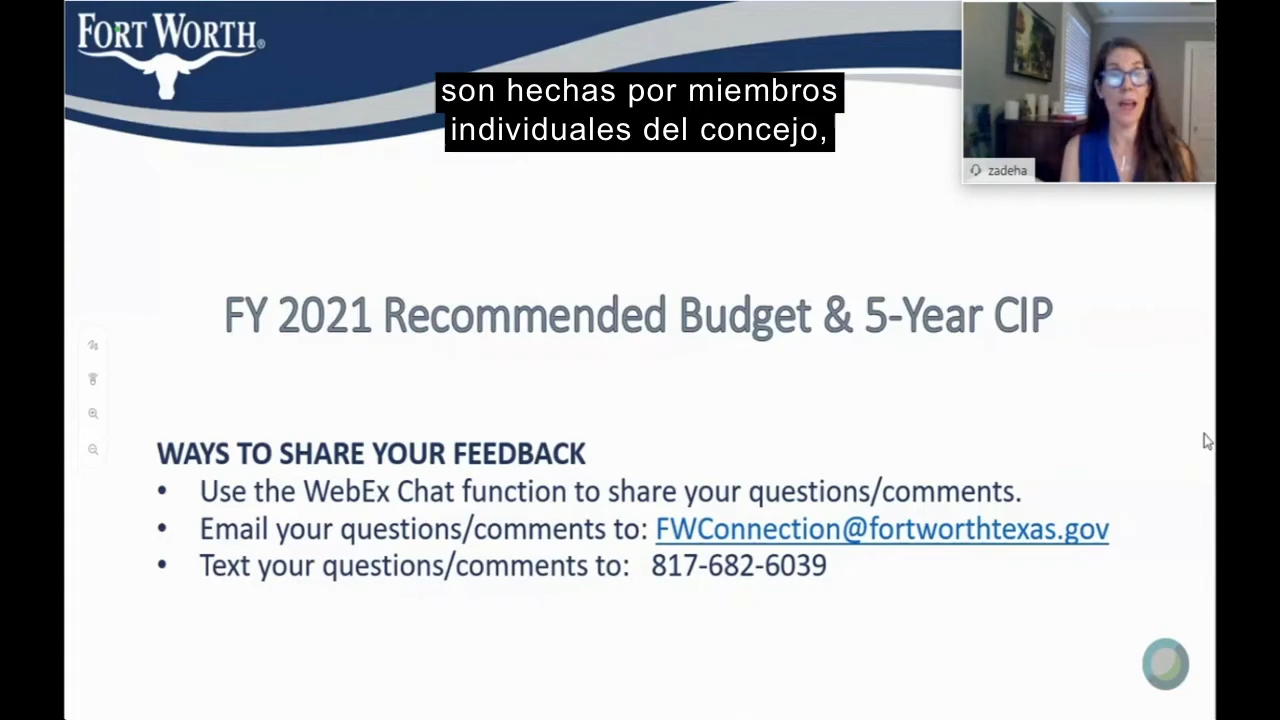 FORT WORTH®
son hechas por miembros
individuales del concejo,
zadeha
FY 2021 Recommended Budget & 5-Year CIP
WAYS TO SHARE YOUR FEEDBACK
• Use the WebEx Chat function to share your questions/comments.
• Email your questions/comments to: FWConnection@fortworthtexas.gov
• Text your questions/comments to: 817-682-6039